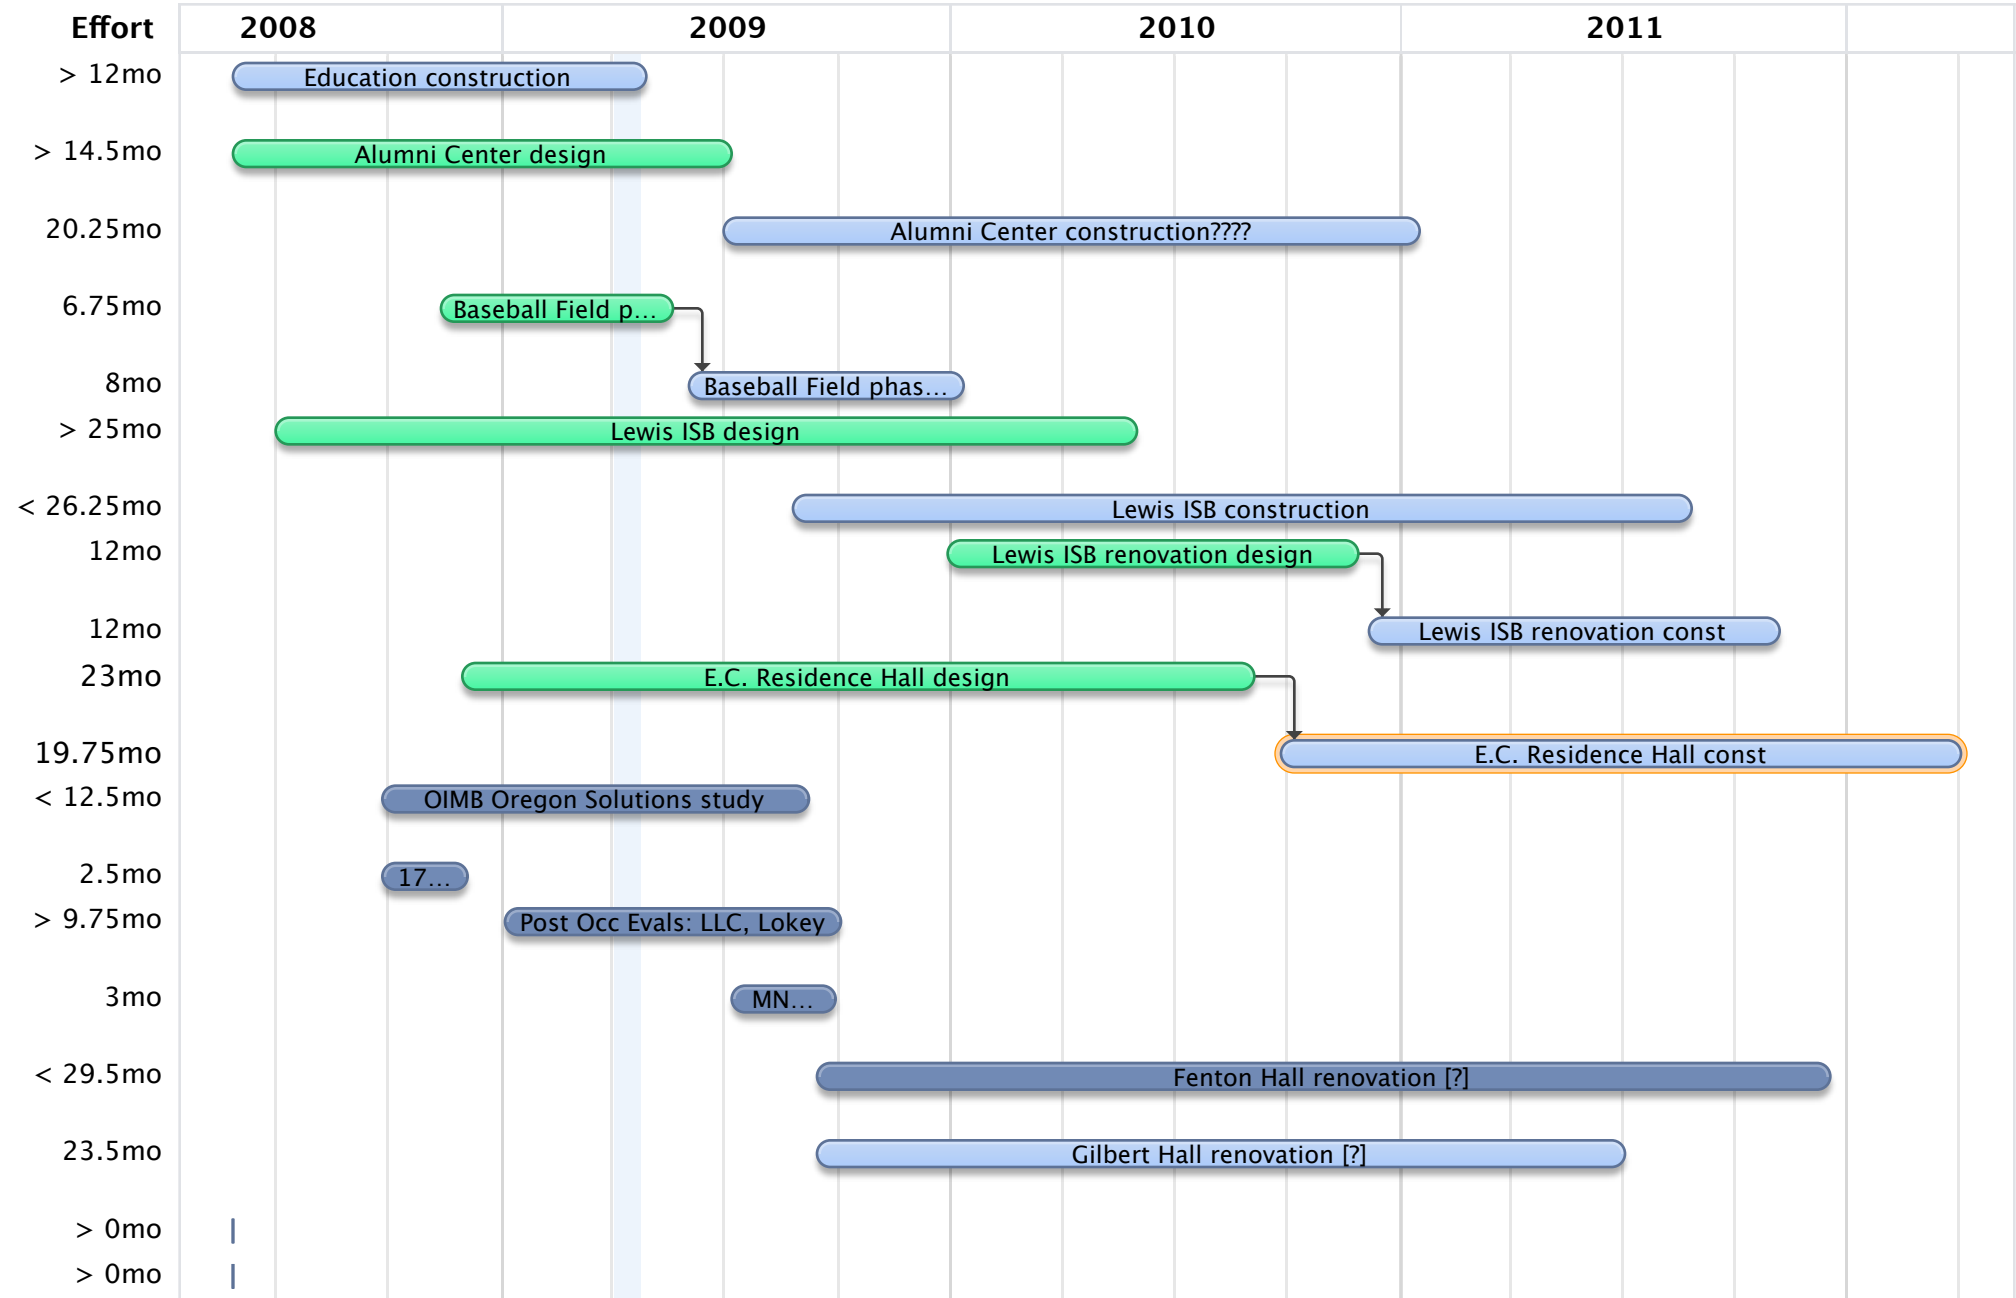 Effort 2008 2009 2010 2011
> 12mo Education construction
> 14.5mo Alumni Center design
20.25mo Alumni Center construction????
6.75mo Baseball Field p...
8mo Baseball Field phas...
> 25mo Lewis ISB design
< 26.25mo Lewis ISB construction
12mo Lewis ISB renovation design
12mo Lewis ISB renovation const
23mo E.C. Residence Hall design
19.75mo E.C. Residence Hall const
< 12.5mo OIMB Oregon Solutions study
2.5mo 17...
> 9.75mo Post Occ Evals: LLC, Lokey
3mo MN...
< 29.5mo Fenton Hall renovation [?]
23.5mo Gilbert Hall renovation [?]
> 0mo
> 0mo